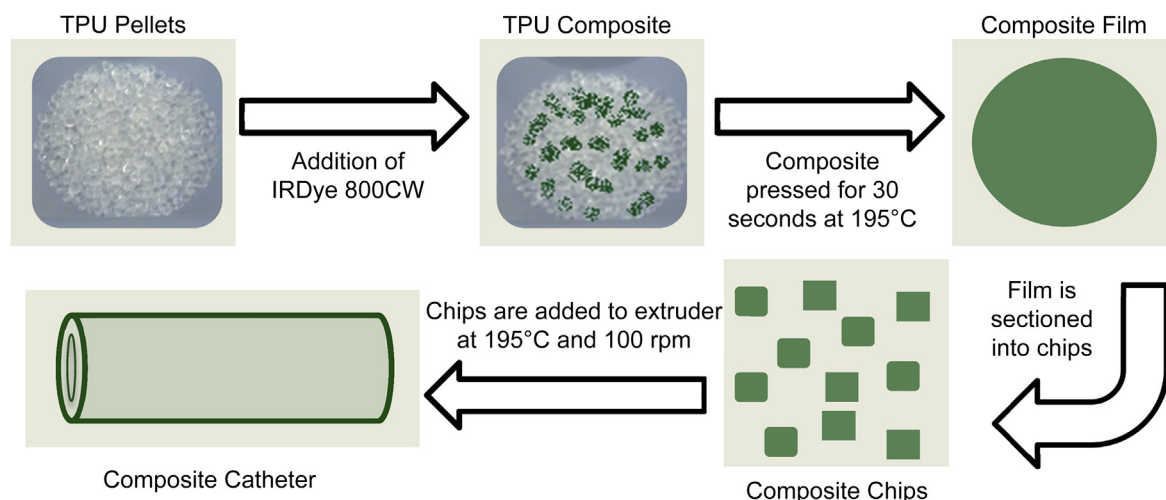 TPU Pellets
TPU Composite
Composite Film
Addition of
IRDye 800CW
Composite
pressed for 30
seconds at 195°C
Film is
sectioned
into chips
Chips are added to extruder
at 195°C and 100 rpm
Composite Catheter
Composite Chips